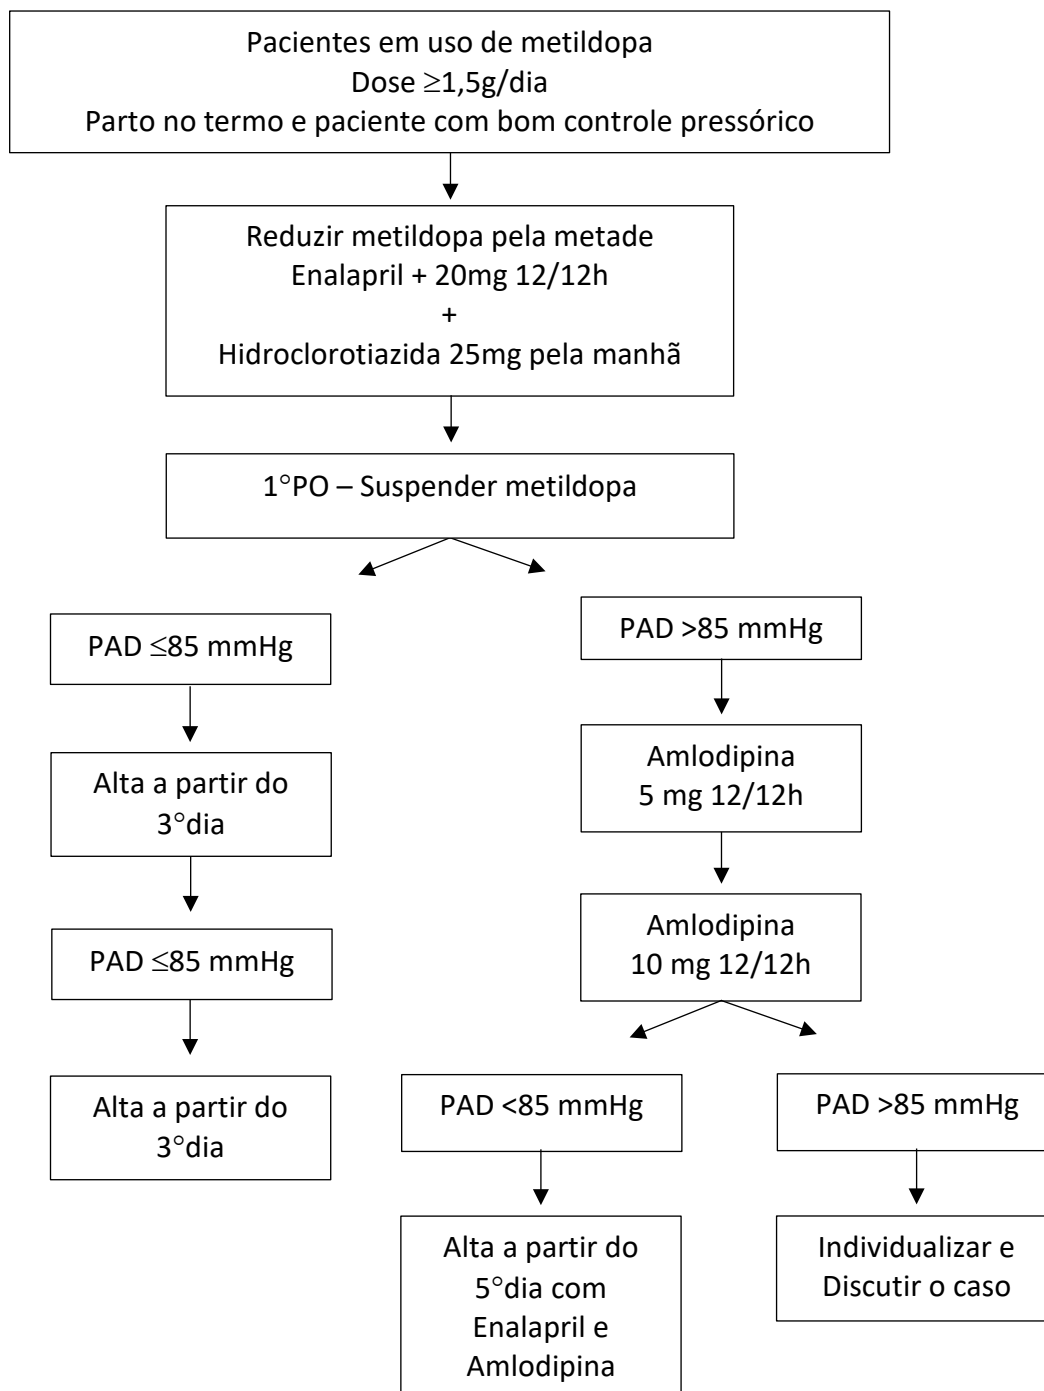 Pacientes em uso de metildopa
Dose ≥1,5g/dia
Parto no termo e paciente com bom controle pressórico
Reduzir metildopa pela metade
Enalapril + 20mg 12/12h
+
Hidroclorotiazida 25mg pela manhã
1°PO – Suspender metildopa
PAD ≤85 mmHg
Alta a partir do
3°dia
PAD ≤85 mmHg
Alta a partir do
3°dia
PAD >85 mmHg
Amlodipina
5 mg 12/12h
Amlodipina
10 mg 12/12h
PAD <85 mmHg
Alta a partir do
5°dia com
Enalapril e
Amlodipina
PAD >85 mmHg
Individualizar e
Discutir o caso